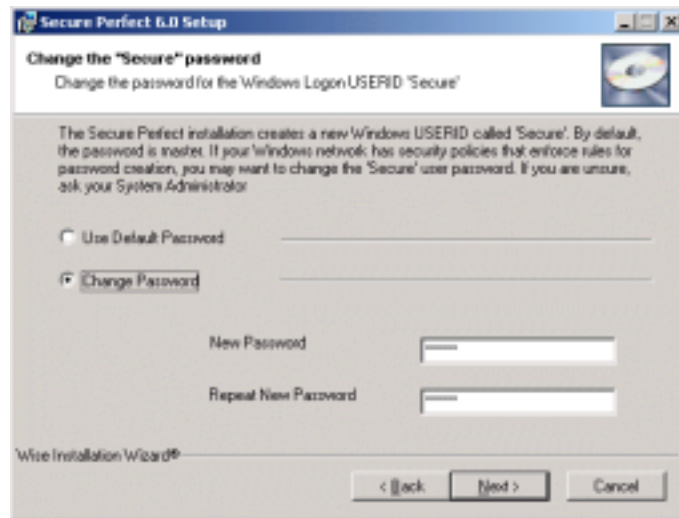 Secure Perfect 6.0 Setup
Change the "Secure" password
Change the password for the Windows Logon USERID 'Secure'
The Secure Perfect installation creates a new Windows USERID called 'Secure'. By default,
the password is master. If your Windows network has security policies that enforce rules for
password creation, you may want to change the 'Secure' user password. If you are unsure,
ask your System Administrator
Use Default Password
Change Password
New Password
Repeat New Password
Wise Installation Wizard®
< Back Next > Cancel